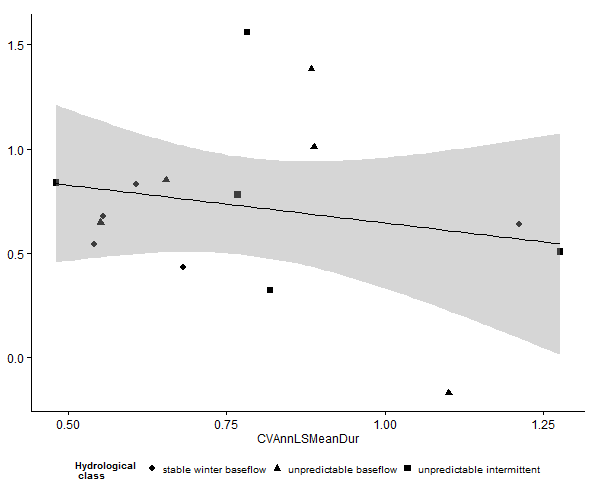 1.5
1.0
0.5
0.0
0.50 0.75 1.00 1.25
CVAnnLSMeanDur
Hydrological
class
stable winter baseflow unpredictable baseflow unpredictable intermittent